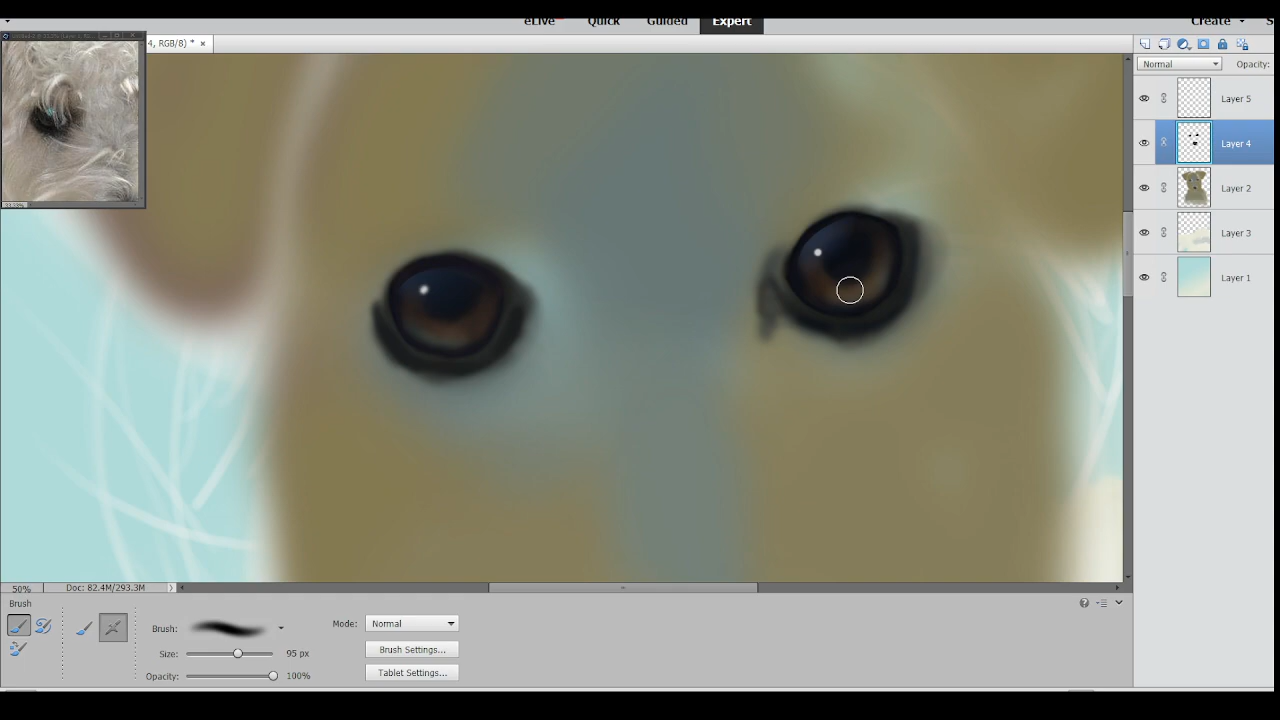 eLive
Quick
Guided
Expert
Create
4, RGB/8) * ×
Normal
Opacity:
Layer 5
Layer 4
Layer 2
Layer 3
Layer 1
50%
Doc: 82.4M/293.3M
Brush
Brush:
Size:
95 px
Opacity:
100%
Mode:
Normal
Brush Settings...
Tablet Settings...